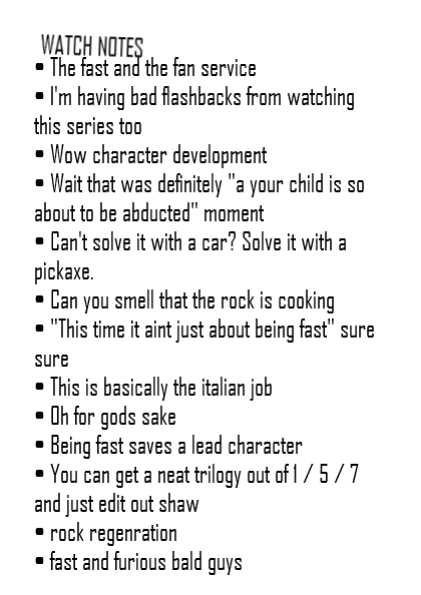 WATCH NOTES
• The fast and the fan service
• I'm having bad flashbacks from watching
this series too
• Wow character development
• Wait that was definitely "a your child is so
about to be abducted" moment
• Can't solve it with a car? Solve it with a
pickaxe.
• Can you smell that the rock is cooking
• "This time it aint just about being fast" sure
sure
• This is basically the italian job
• Oh for gods sake
• Being fast saves a lead character
• You can get a neat trilogy out of 1 / 5 / 7
and just edit out shaw
• rock regenration
• fast and furious bald guys